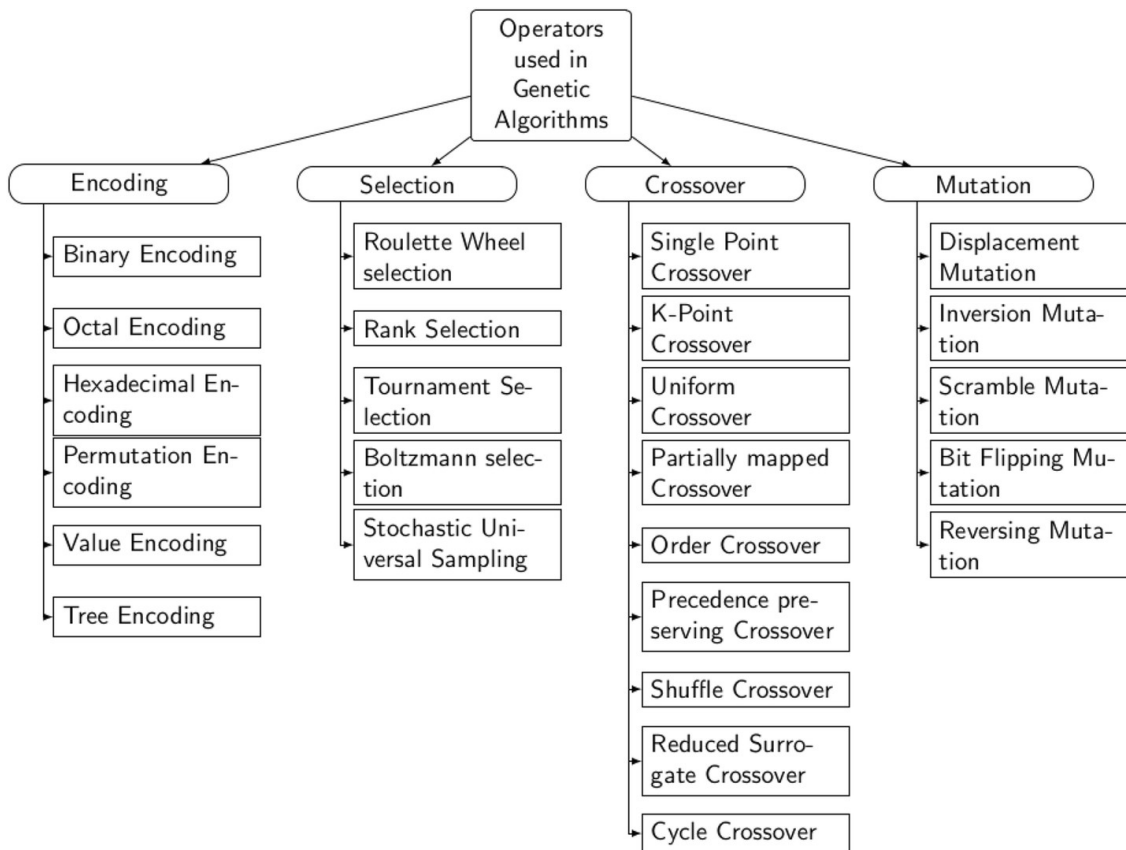 Operators
used in
Genetic
Algorithms
Encoding
Binary Encoding
Octal Encoding
Hexadecimal En-
coding
Permutation En-
coding
Value Encoding
Tree Encoding
Selection
Roulette Wheel
selection
Rank Selection
Tournament Se-
lection
Boltzmann selec-
tion
Stochastic Uni-
versal Sampling
Crossover
Single Point
Crossover
K-Point
Crossover
Uniform
Crossover
Partially mapped
Crossover
Order Crossover
Precedence pre-
serving Crossover
Shuffle Crossover
Reduced Surro-
gate Crossover
Cycle Crossover
Mutation
Displacement
Mutation
Inversion Muta-
tion
Scramble Muta-
tion
Bit Flipping Mu-
tation
Reversing Muta-
tion